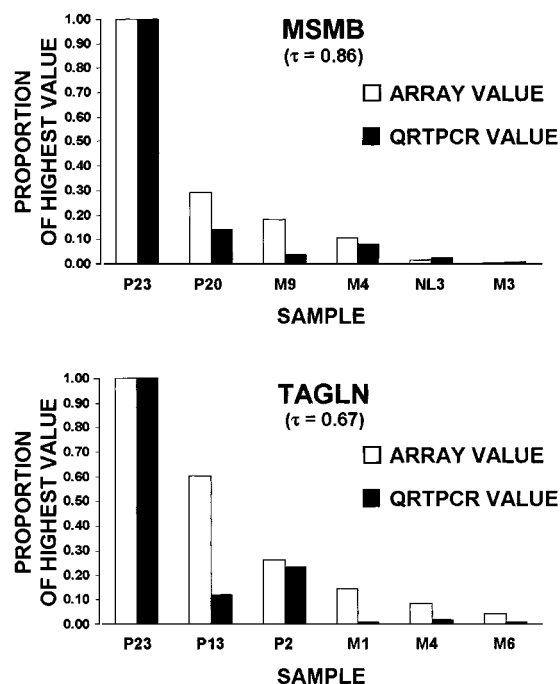 MSMB
(τ = 0.86)
ARRAY VALUE
QRTPCR VALUE
PROPORTION
OF HIGHEST VALUE
1.00
0.90
0.80
0.70
0.60
0.50
0.40
0.30
0.20
0.10
0.00
P23 P20 M9 M4 NL3 M3
SAMPLE
TAGLN
(τ = 0.67)
ARRAY VALUE
QRTPCR VALUE
PROPORTION
OF HIGHEST VALUE
1.00
0.90
0.80
0.70
0.60
0.50
0.40
0.30
0.20
0.10
0.00
P23 P13 P2 M1 M4 M6
SAMPLE